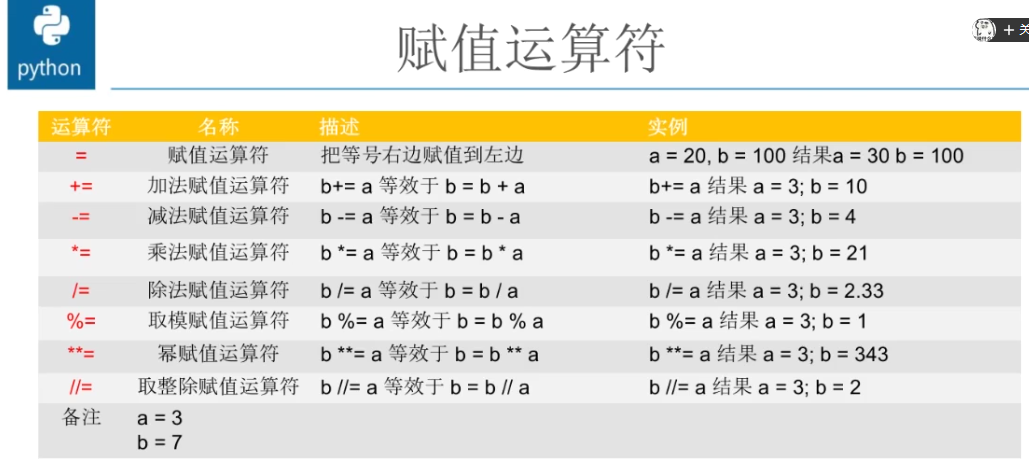 python
赋值运算符
+ 关
运算符 名称 描述 实例
= 赋值运算符 把等号右边赋值到左边 a = 20, b = 100 结果a = 30 b = 100
+= 加法赋值运算符 b+= a 等效于 b = b + a b+= a 结果 a = 3; b = 10
-= 减法赋值运算符 b -= a 等效于 b = b - a b -= a 结果 a = 3; b = 4
*= 乘法赋值运算符 b *= a 等效于 b = b * a b *= a 结果 a = 3; b = 21
/= 除法赋值运算符 b /= a 等效于 b = b / a b /= a 结果 a = 3; b = 2.33
%= 取模赋值运算符 b %= a 等效于 b = b % a b %= a 结果 a = 3; b = 1
**= 幂赋值运算符 b **= a 等效于 b = b ** a b **= a 结果 a = 3; b = 343
//= 取整除赋值运算符 b //= a 等效于 b = b // a b //= a 结果 a = 3; b = 2
备注 a = 3
b = 7